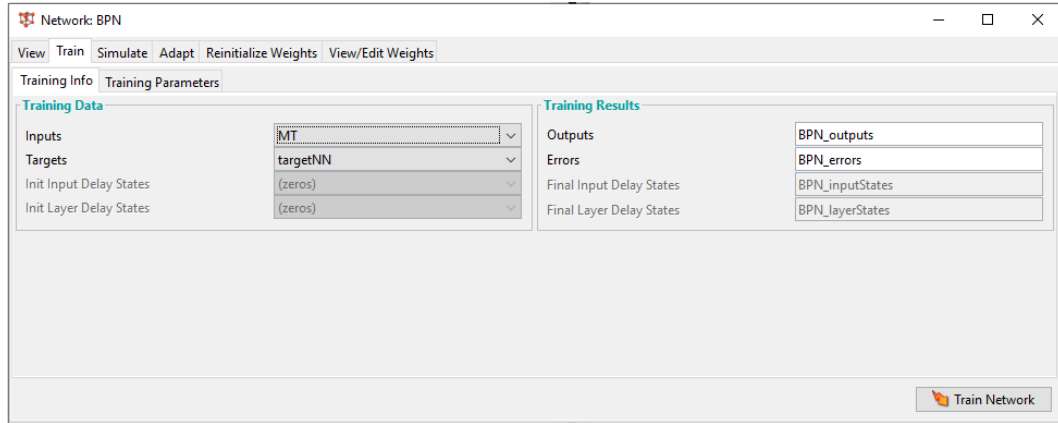 Network: BPN
View Train Simulate Adapt Reinitialize Weights View/Edit Weights
Training Info Training Parameters
Training Data
Inputs MT
Targets targetNN
Init Input Delay States (zeros)
Init Layer Delay States (zeros)
Training Results
Outputs BPN_outputs
Errors BPN_errors
Final Input Delay States BPN_inputStates
Final Layer Delay States BPN_layerStates
Train Network